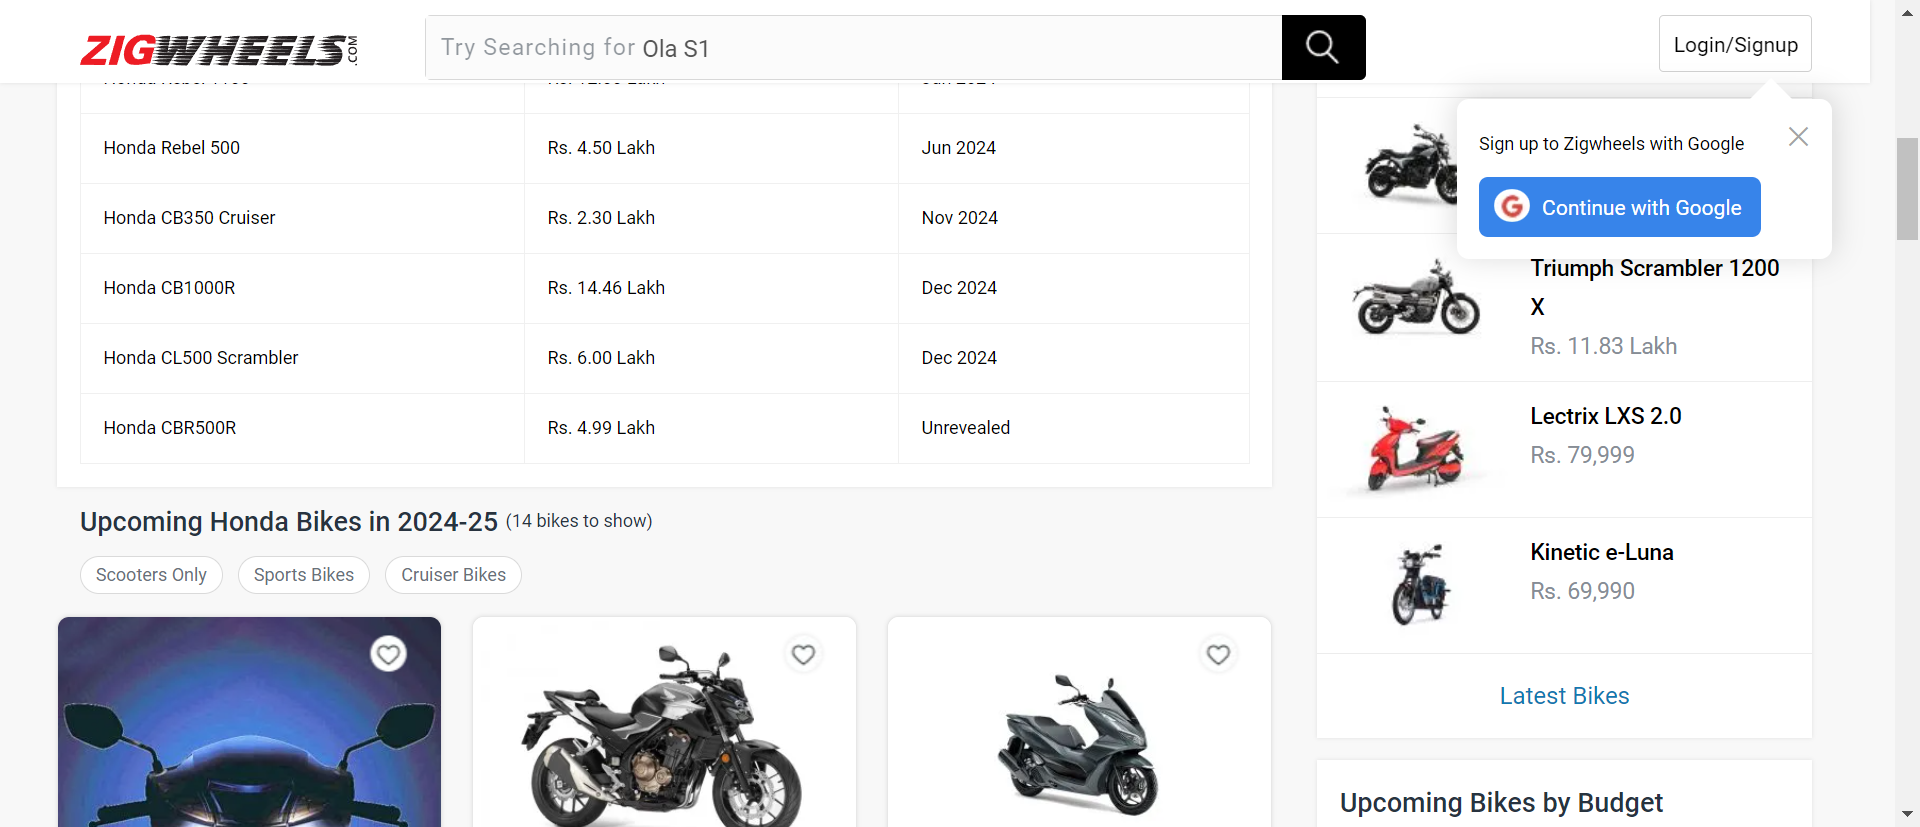 ZIGWHEELS.COM
Try Searching for Ola S1
Login/Signup
Sign up to Zigwheels with Google
Continue with Google
Honda Rebel 500 Rs. 4.50 Lakh Jun 2024
Honda CB350 Cruiser Rs. 2.30 Lakh Nov 2024
Honda CB1000R Rs. 14.46 Lakh Dec 2024
Honda CL500 Scrambler Rs. 6.00 Lakh Dec 2024
Honda CBR500R Rs. 4.99 Lakh Unrevealed
Upcoming Honda Bikes in 2024-25 (14 bikes to show)
Scooters Only Sports Bikes Cruiser Bikes
Triumph Scrambler 1200
X
Rs. 11.83 Lakh
Lectrix LXS 2.0
Rs. 79,999
Kinetic e-Luna
Rs. 69,990
Latest Bikes
Upcoming Bikes by Budget